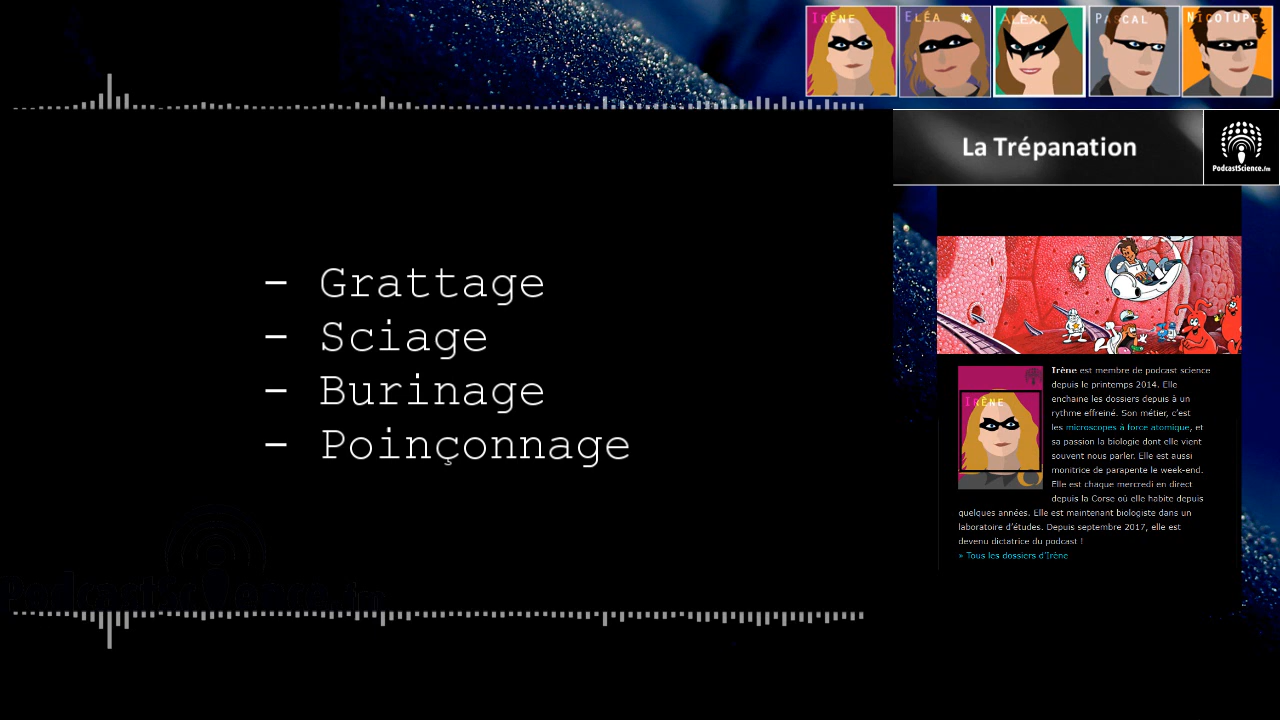 IRÈNE
ELÉA
ALEXA
PASCAL
NICOTUPE
La Trépanation
PodcastScience.fm
- Grattage
- Sciage
- Burinage
- Poinçonnage
IRÈNE
Irène est membre de podcast science
depuis le printemps 2014. Elle
enchaine les dossiers depuis à un
rythme effreiné. Son métier, c'est
les microscopes à force atomique, et
sa passion la biologie dont elle vient
souvent nous parler. Elle est aussi
monitrice de parapente le week-end.
Elle est chaque mercredi en direct
depuis la Corse où elle habite depuis
quelques années. Elle est maintenant biologiste dans un
laboratoire d'études. Depuis septembre 2017, elle est
devenu dictatrice du podcast !
» Tous les dossiers d'Irène
PodcastScience.fm